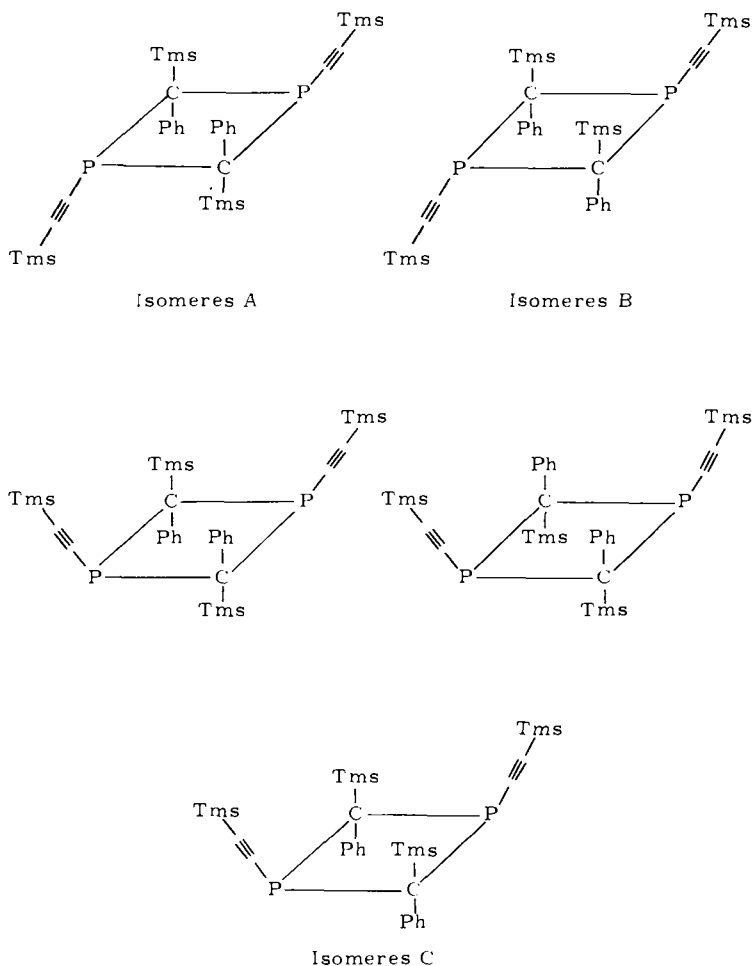 Tms Tms
Tms Tms
C P C P
Ph Ph Ph Tms
P C P C
Tms Ph
Tms Tms
Isomeres A Isomeres B
Tms Tms
Tms Ph
Tms C P Tms C P
Ph Ph Tms Ph
P C P C
Tms Tms
Tms
Tms
Tms C P
Ph Tms
P C
Ph
Isomeres C